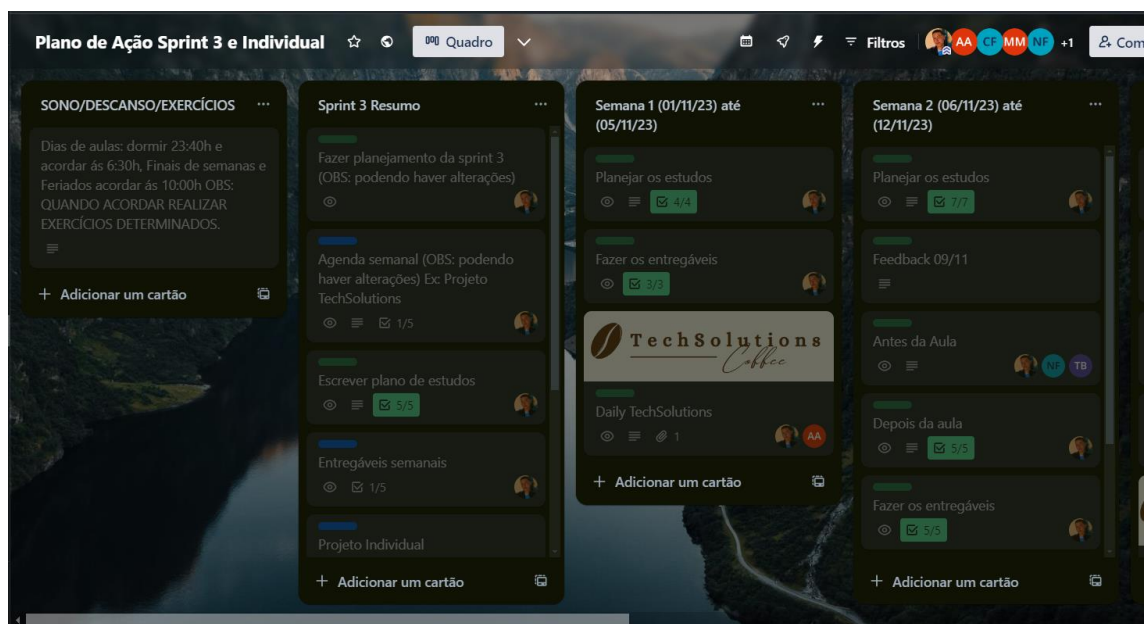 Plano de Ação Sprint 3 e Individual
Quadro
Filtros
AA
CF
MM
NF
+1
Com
SONO/DESCANSO/EXERCÍCIOS
Dias de aulas: dormir 23:40h e
acordar ás 6:30h, Finais de semanas e
Feriados acordar ás 10:00h OBS:
QUANDO ACORDAR REALIZAR
EXERCÍCIOS DETERMINADOS.
+ Adicionar um cartão
Sprint 3 Resumo
Fazer planejamento da sprint 3
(OBS: podendo haver alterações)
Agenda semanal (OBS: podendo
haver alterações) Ex: Projeto
TechSolutions
1/5
Escrever plano de estudos
5/5
Entregáveis semanais
1/5
Projeto Individual
+ Adicionar um cartão
Semana 1 (01/11/23) até
(05/11/23)
Planejar os estudos
4/4
Fazer os entregáveis
3/3
TechSolutions
Coffee
Daily TechSolutions
1
AA
+ Adicionar um cartão
Semana 2 (06/11/23) até
(12/11/23)
Planejar os estudos
7/7
Feedback 09/11
Antes da Aula
NF
TB
Depois da aula
5/5
Fazer os entregáveis
5/5
+ Adicionar um cartão